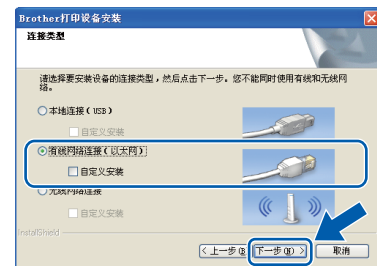 Brother打印设备安装
连接类型
请选择要安装设备的连接类型，然后点击下一步。您不能同时使用有线和无线网
络。
本地连接(USB)
自定义安装
有线网络连接(以太网)
自定义安装
无线网络连接
自定义安装
InstallShield
<上一步(B) 下一步(N)> 取消